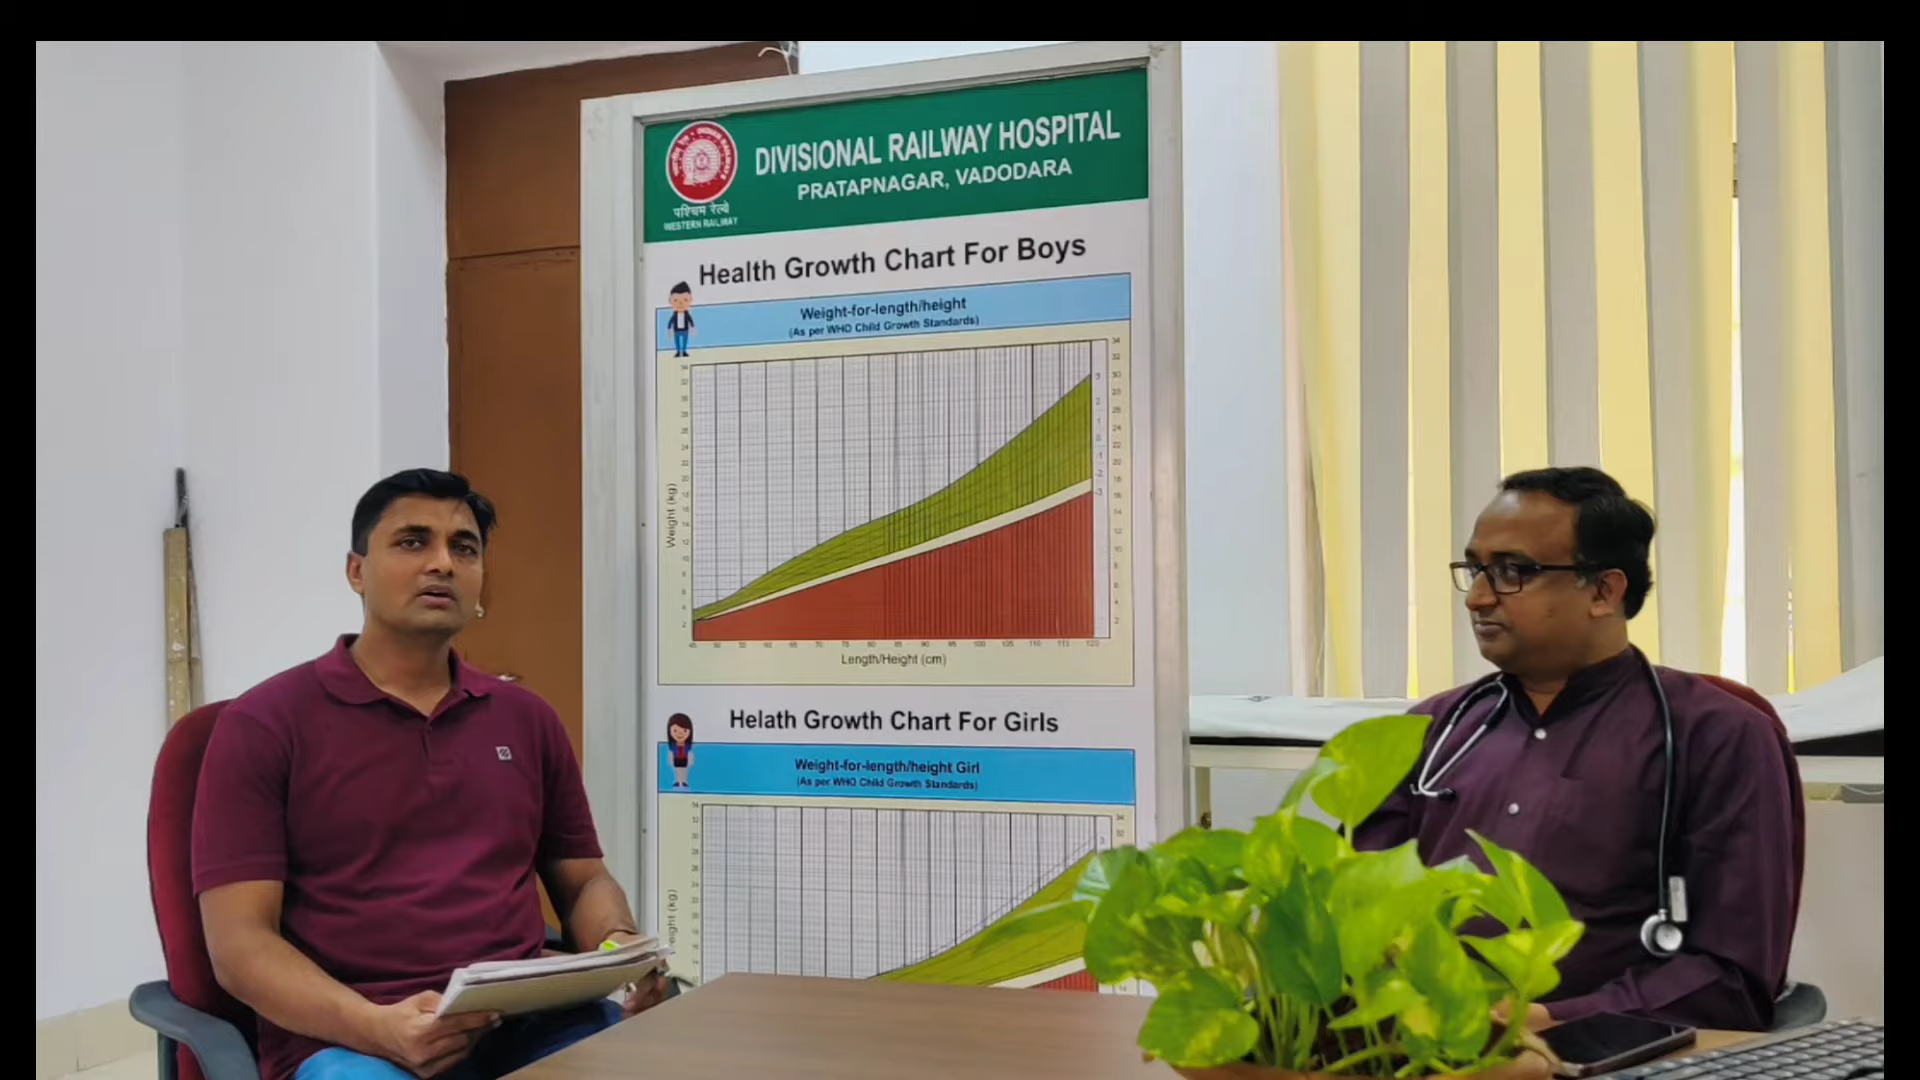 DIVISIONAL RAILWAY HOSPITAL
PRATAPNAGAR, VADODARA
पश्चिम रेल्वे
WESTERN RAILWAY
Health Growth Chart For Boys
Weight-for-length/height
(As per WHO Child Growth Standards)
Weight (kg)
Length/Height (cm)
Helath Growth Chart For Girls
Weight-for-length/height Girl
(As per WHO Child Growth Standards)